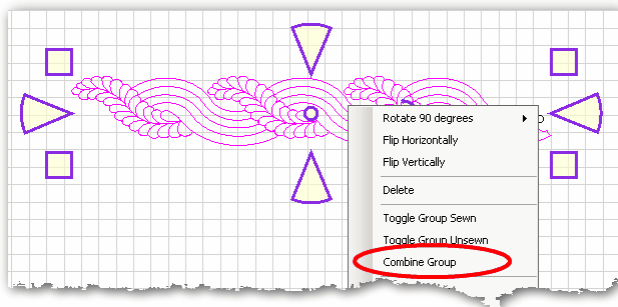 Rotate 90 degrees
Flip Horizontally
Flip Vertically
Delete
Toggle Group Sewn
Toggle Group Unsewn
Combine Group